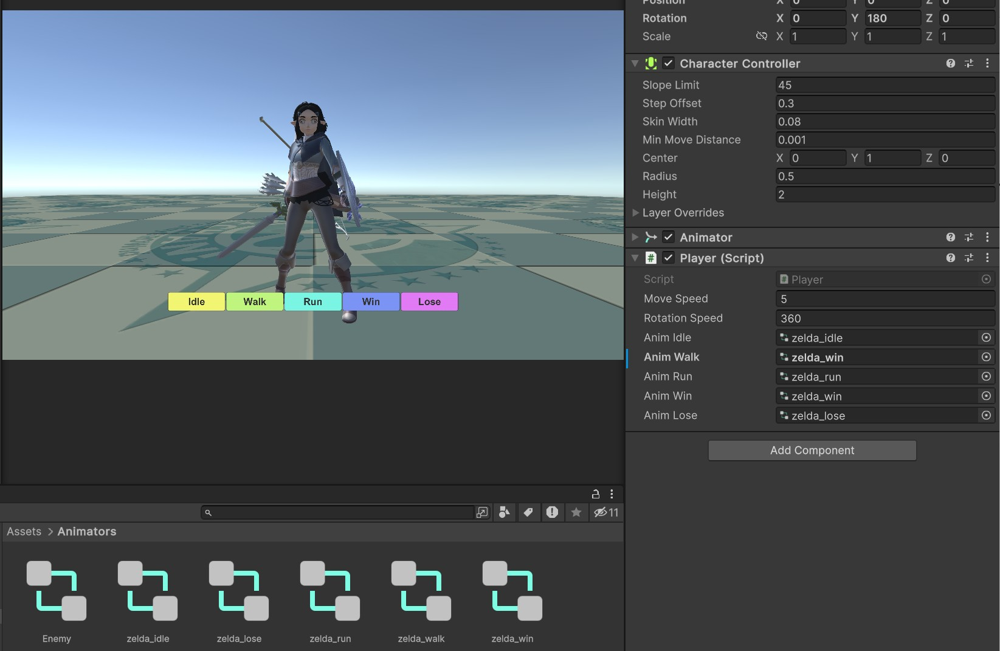 Position X 0 Y 0 Z 0
Rotation X 0 Y 180 Z 0
Scale X 1 Y 1 Z 1
Character Controller
Slope Limit 45
Step Offset 0.3
Skin Width 0.08
Min Move Distance 0.001
Center X 0 Y 1 Z 0
Radius 0.5
Height 2
Layer Overrides
Animator
Player (Script)
Script # Player
Move Speed 5
Rotation Speed 360
Anim Idle zelda_idle
Anim Walk zelda_win
Anim Run zelda_run
Anim Win zelda_win
Anim Lose zelda_lose
Add Component
Idle Walk Run Win Lose
11
Assets > Animators
Enemy zelda_idle zelda_lose zelda_run zelda_walk zelda_win